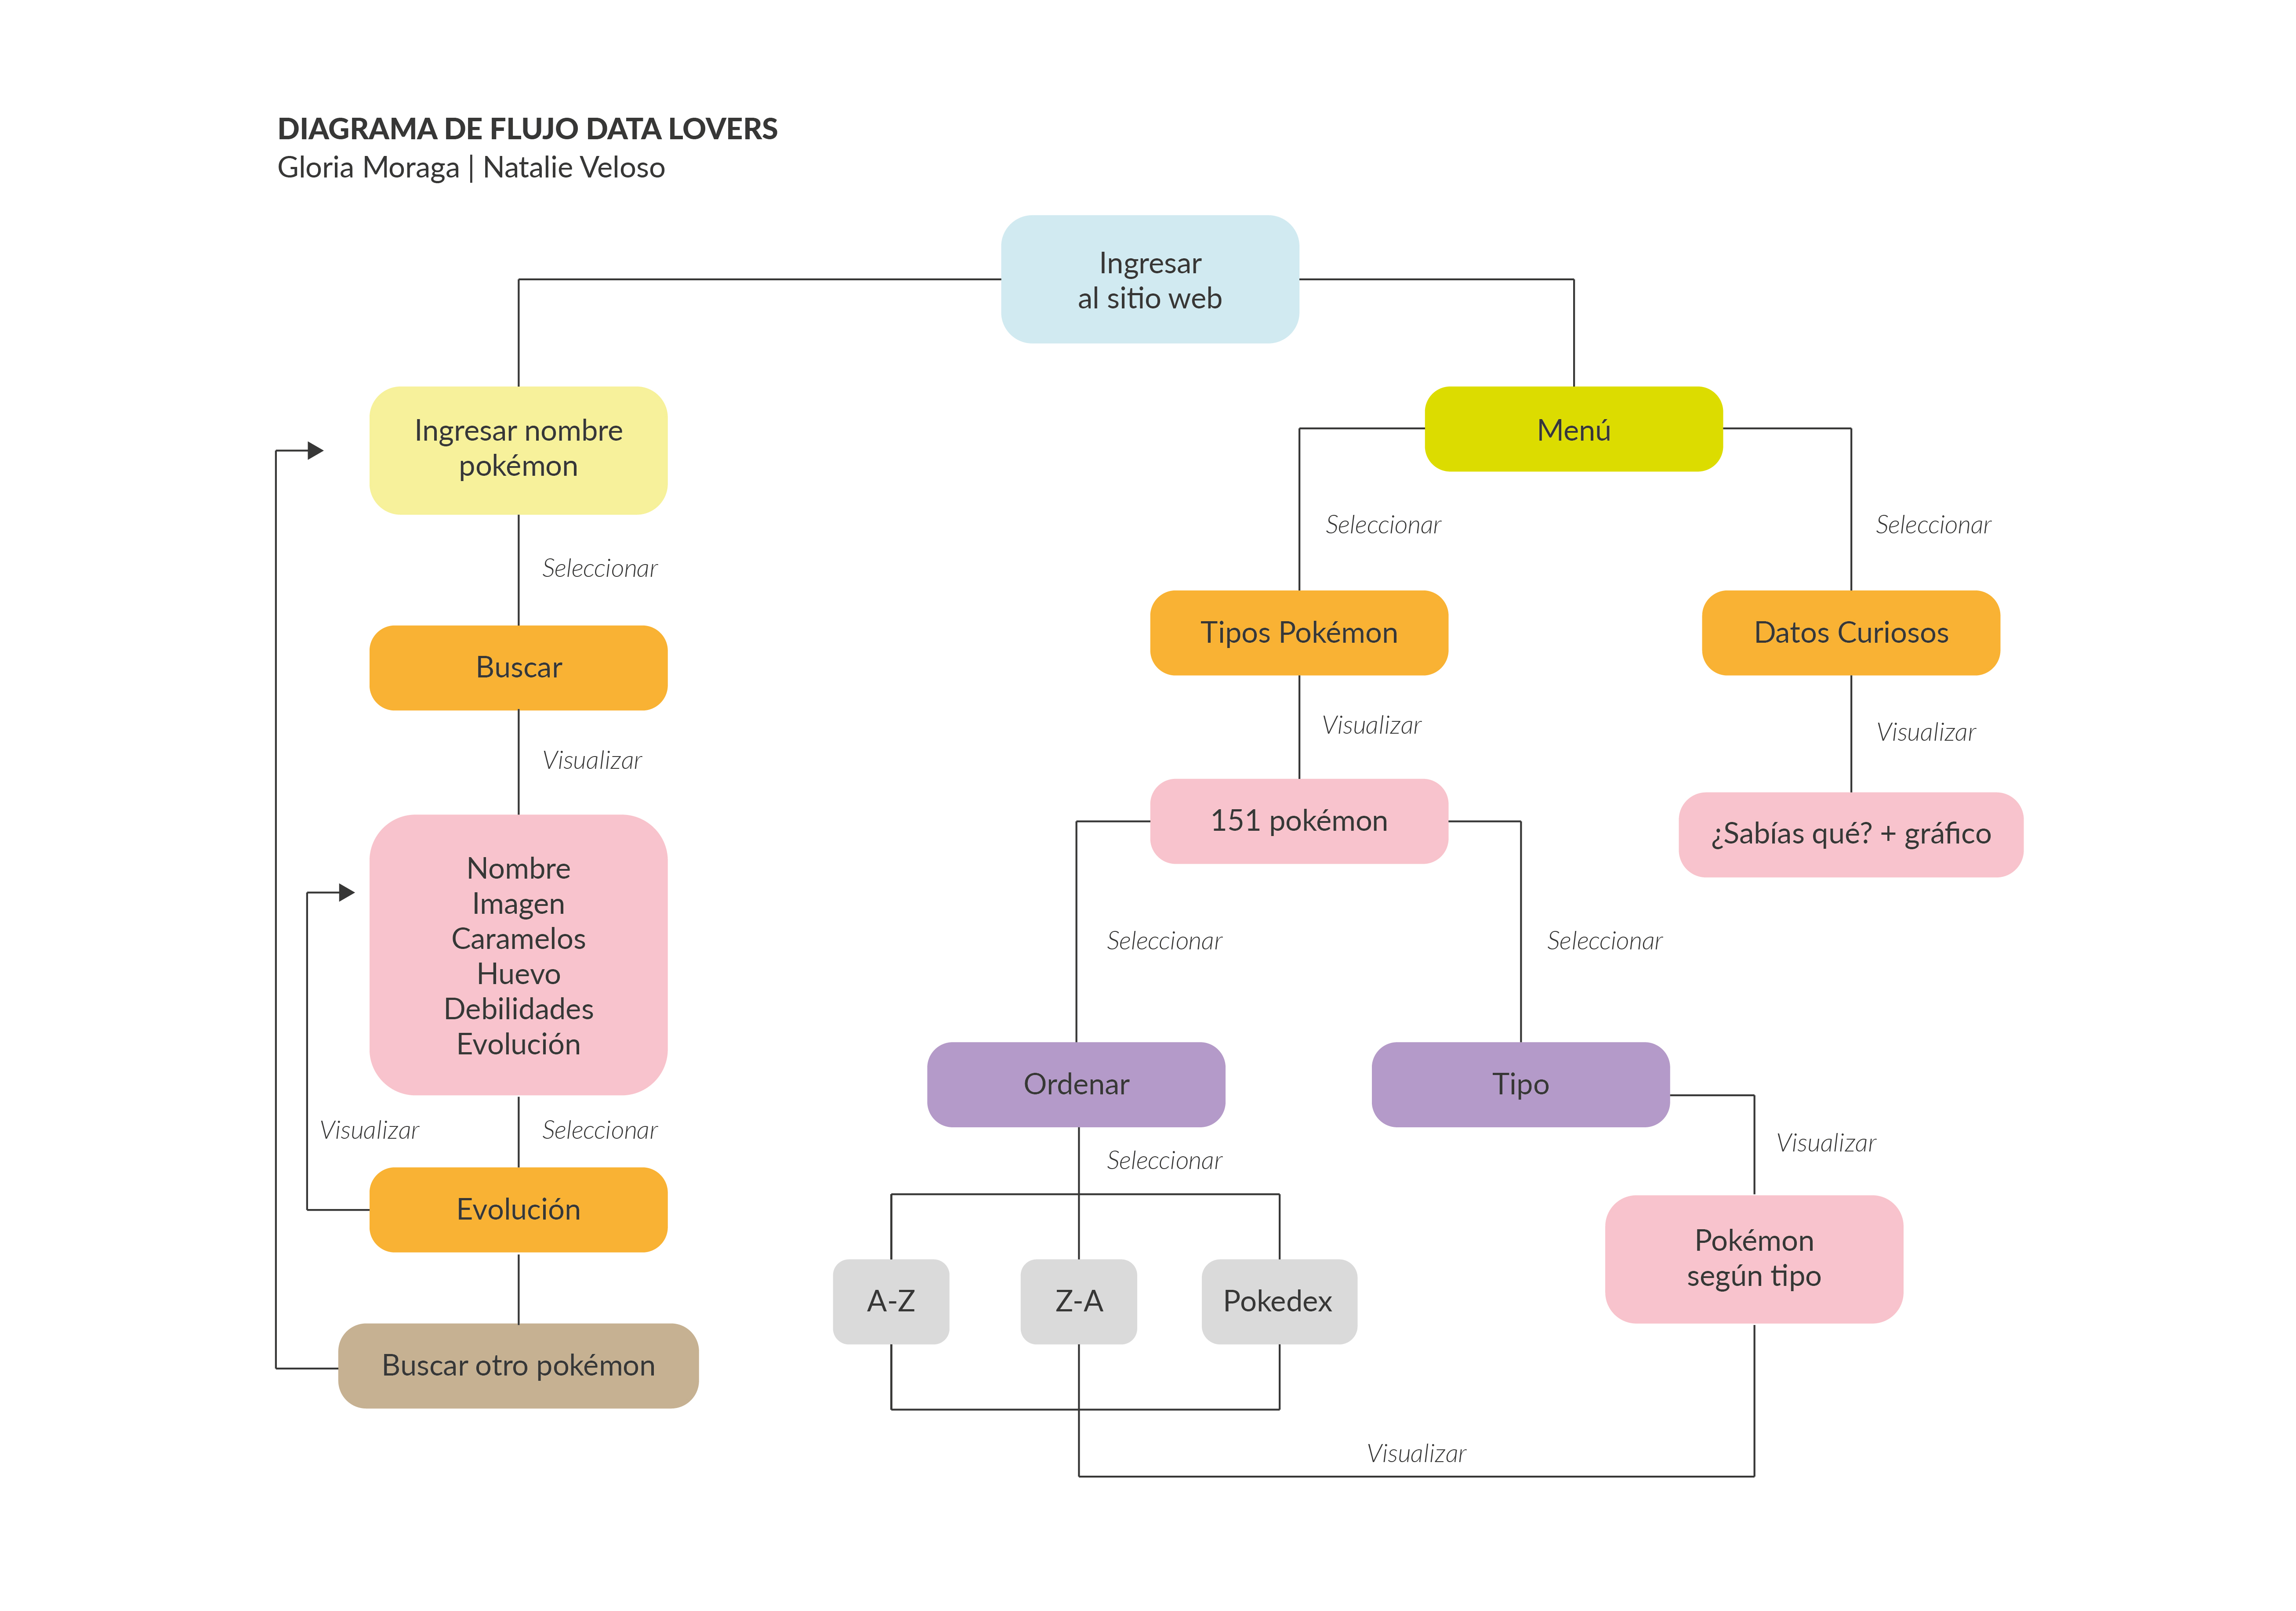 DIAGRAMA DE FLUJO DATA LOVERS
Gloria Moraga | Natalie Veloso
Ingresar
al sitio web
Ingresar nombre
pokémon
Menú
Seleccionar
Seleccionar
Seleccionar
Buscar
Tipos Pokémon
Datos Curiosos
Visualizar
Visualizar
Visualizar
151 pokémon
¿Sabías qué? + gráfico
Nombre
Imagen
Caramelos
Huevo
Debilidades
Evolución
Seleccionar
Seleccionar
Ordenar
Tipo
Visualizar
Seleccionar
Seleccionar
Visualizar
Evolución
Pokémon
según tipo
A-Z
Z-A
Pokedex
Buscar otro pokémon
Visualizar